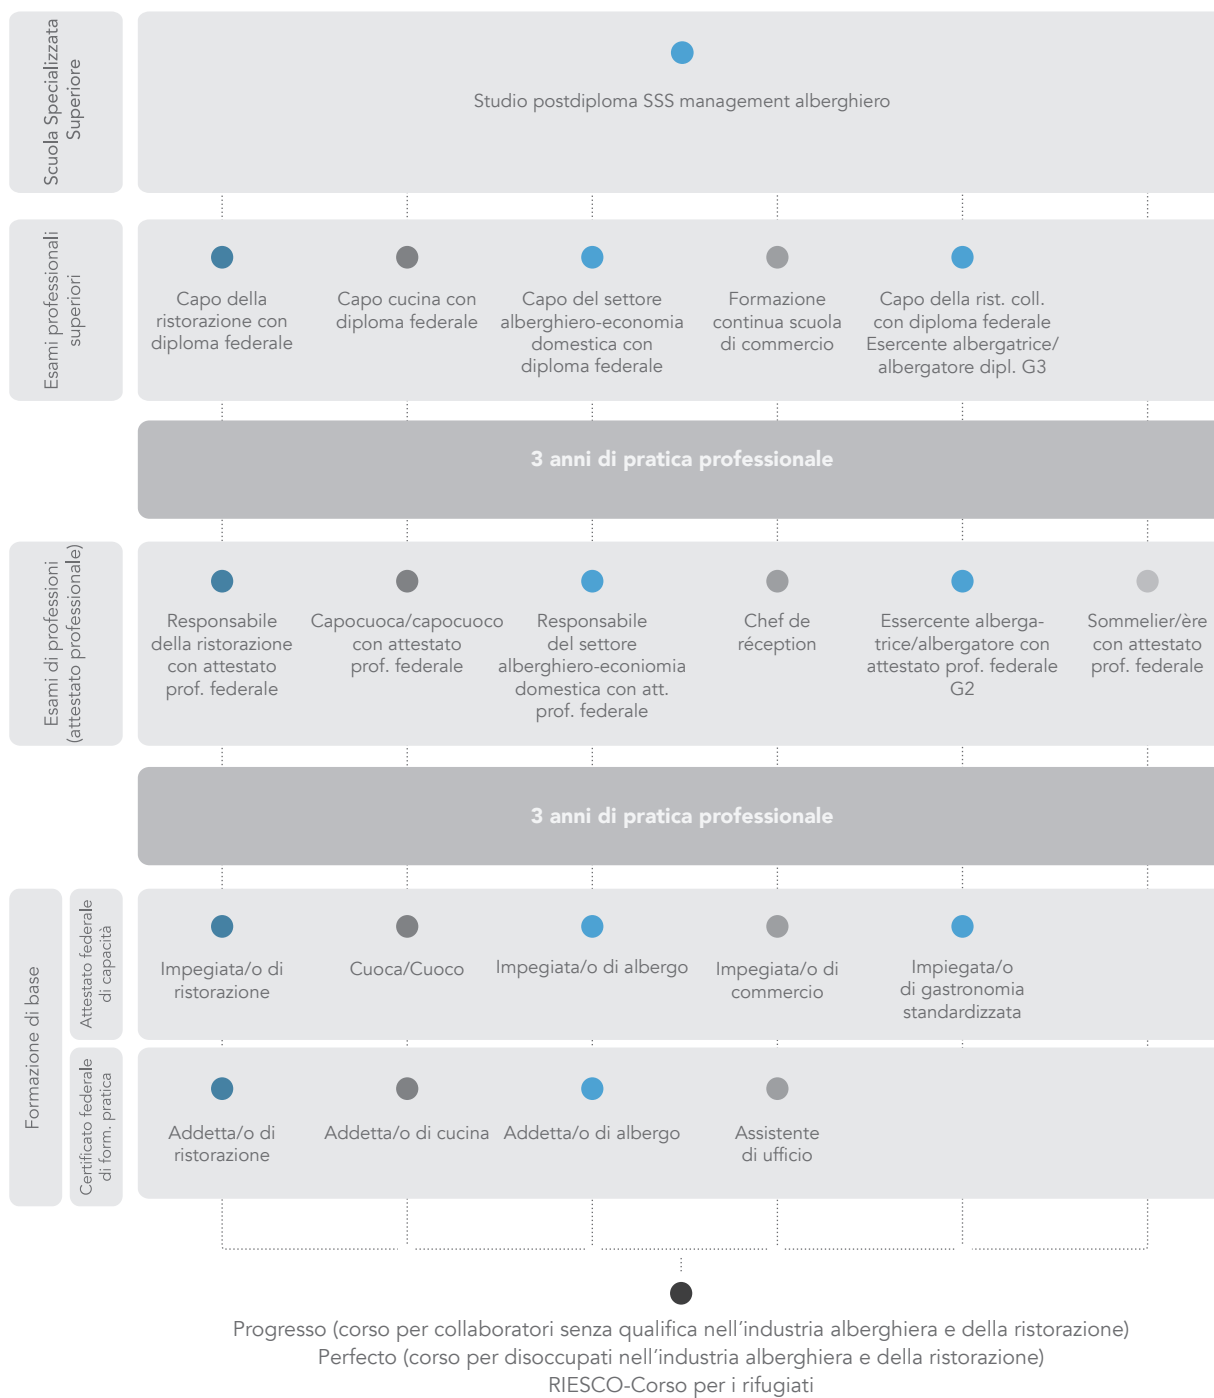 Scuola Specializzata
Superiore
Studio postdiploma SSS management alberghiero
Esami professionali
superiori
Capo della
ristorazione con
diploma federale
Capo cucina con
diploma federale
Capo del settore
alberghiero-economia
domestica con
diploma federale
Formazione
continua scuola
di commercio
Capo della rist. coll.
con diploma federale
Esercente albergatrice/
albergatore dipl. G3
3 anni di pratica professionale
Esami di professioni
(attestato professionale)
Responsabile
della ristorazione
con attestato
prof. federale
Capocuoca/capocuoco
con attestato
prof. federale
Responsabile
del settore
alberghiero-econiomia
domestica con att.
prof. federale
Chef de
réception
Essercente alberga-
trice/albergatore con
attestato prof. federale
G2
Sommelier/ère
con attestato
prof. federale
3 anni di pratica professionale
Formazione di base
Attestato federale
di capacità
Impegiata/o di
ristorazione
Cuoca/Cuoco
Impegiata/o di albergo
Impegiata/o di
commercio
Impiegata/o
di gastronomia
standardizzata
Certificato federale
di form. pratica
Addetta/o di
ristorazione
Addetta/o di cucina
Addetta/o di albergo
Assistente
di ufficio
Progresso (corso per collaboratori senza qualifica nell’industria alberghiera e della ristorazione)
Perfecto (corso per disoccupati nell’industria alberghiera e della ristorazione)
RIESCO-Corso per i rifugiati